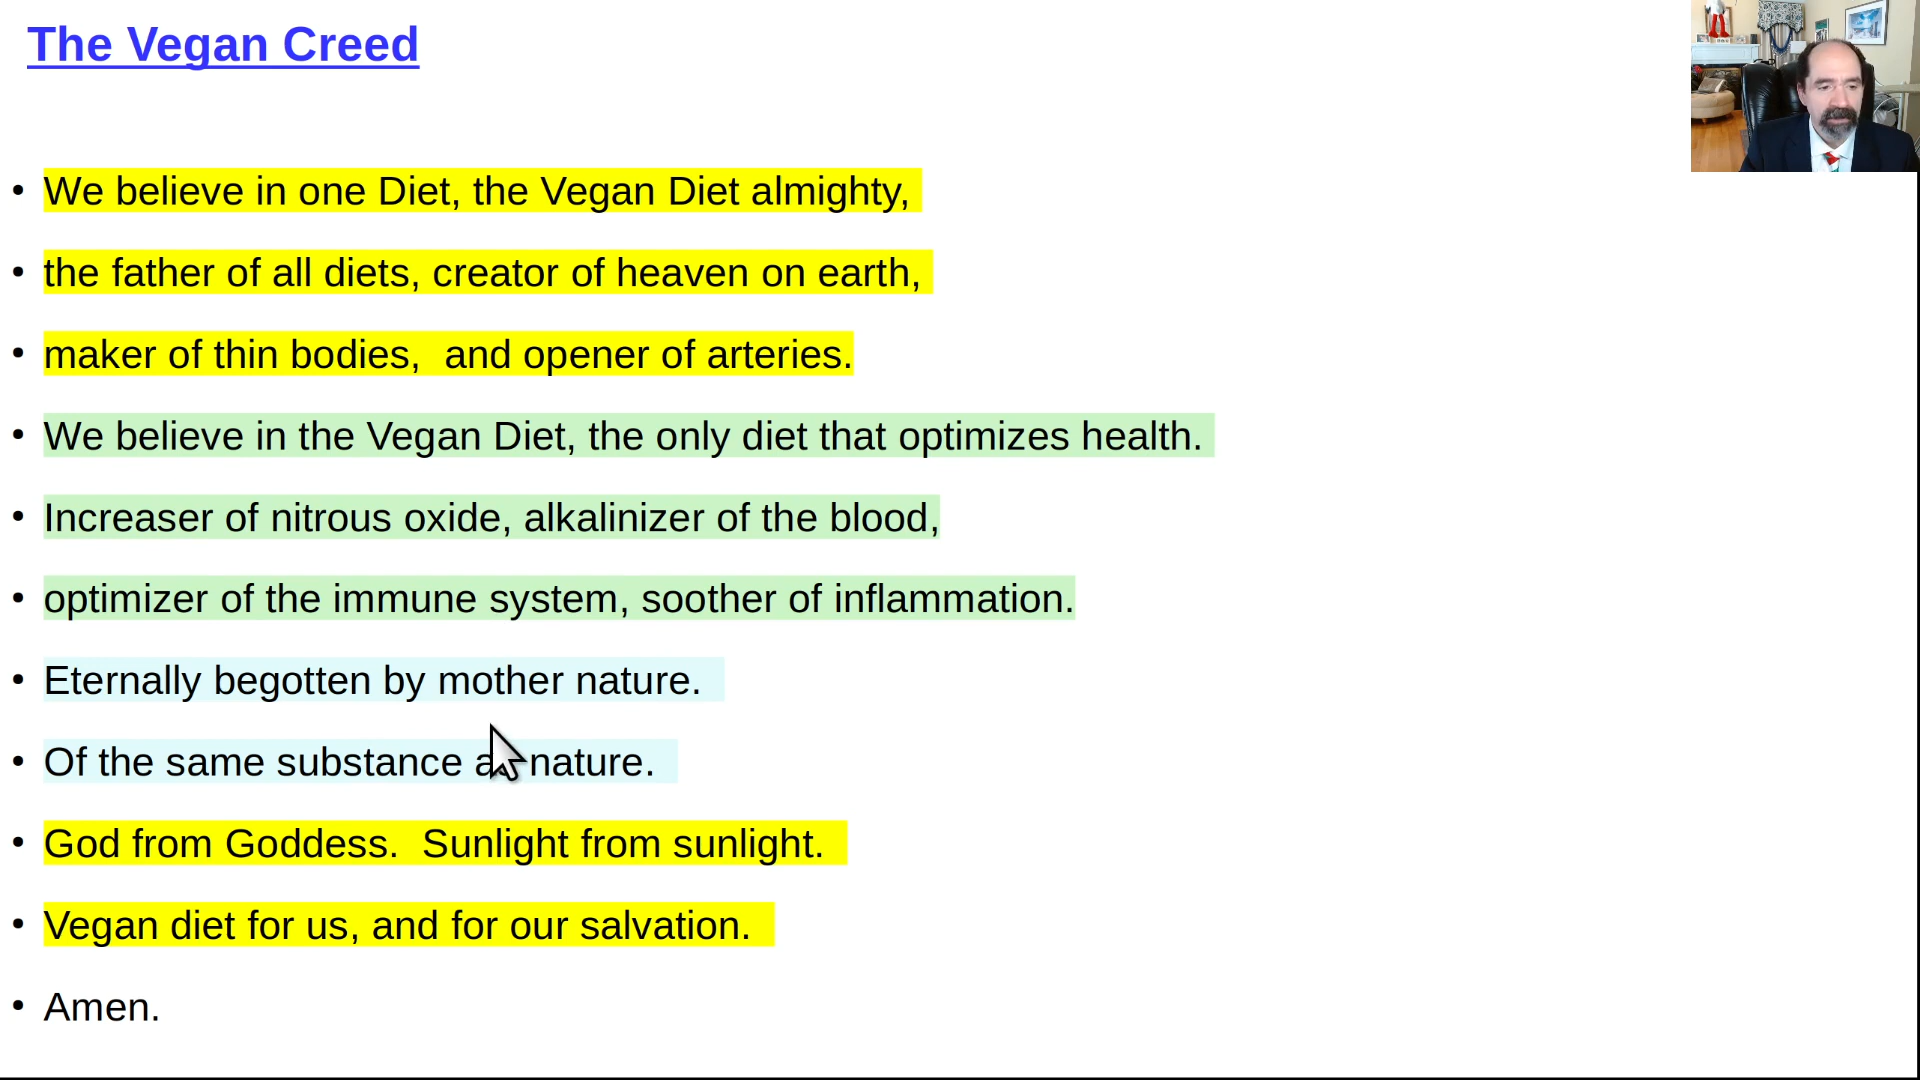 The Vegan Creed
• We believe in one Diet, the Vegan Diet almighty,
• the father of all diets, creator of heaven on earth,
• maker of thin bodies,  and opener of arteries.
• We believe in the Vegan Diet, the only diet that optimizes health.
• Increaser of nitrous oxide, alkalinizer of the blood,
• optimizer of the immune system, soother of inflammation.
• Eternally begotten by mother nature.
• Of the same substance as nature.
• God from Goddess.  Sunlight from sunlight.
• Vegan diet for us, and for our salvation.
• Amen.